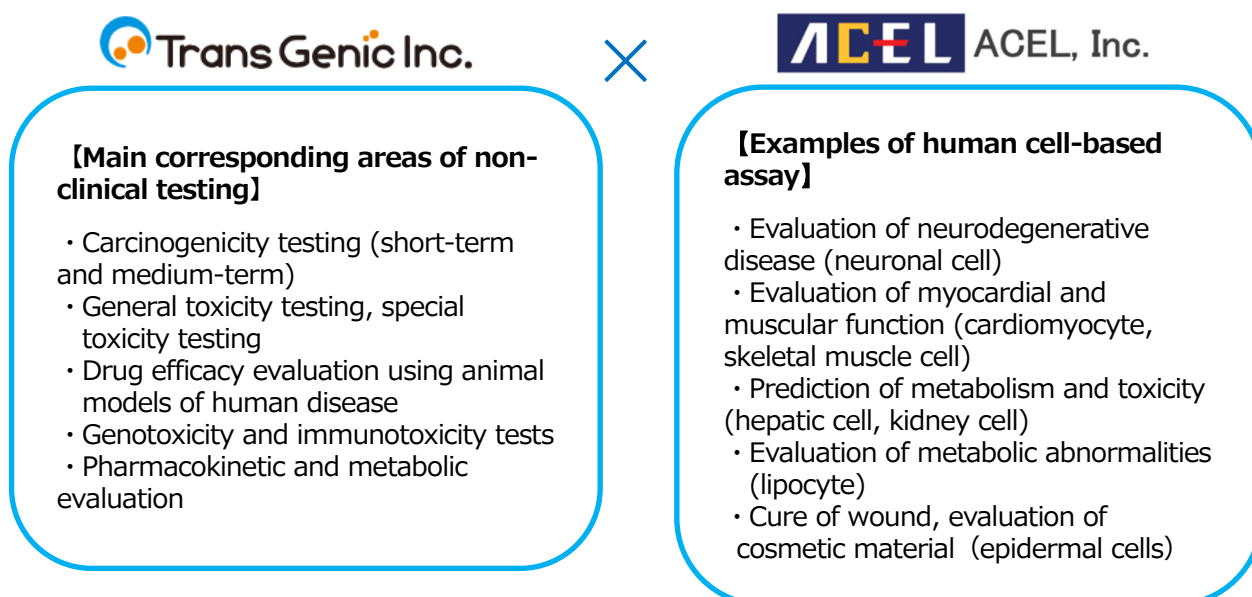 Trans Genic Inc.
ACEL ACEL, Inc.
【Main corresponding areas of non-
clinical testing】
・Carcinogenicity testing (short-term
and medium-term)
・General toxicity testing, special
toxicity testing
・Drug efficacy evaluation using animal
models of human disease
・Genotoxicity and immunotoxicity tests
・Pharmacokinetic and metabolic
evaluation
【Examples of human cell-based
assay】
・Evaluation of neurodegenerative
disease (neuronal cell)
・Evaluation of myocardial and
muscular function (cardiomyocyte,
skeletal muscle cell)
・Prediction of metabolism and toxicity
(hepatic cell, kidney cell)
・Evaluation of metabolic abnormalities
(lipocyte)
・Cure of wound, evaluation of
cosmetic material（epidermal cells）